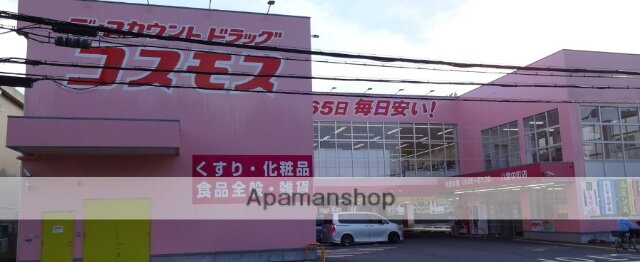 ディスカウント ドラッグ
コスモス
365日 毎日安い!
くすり・化粧品
食品全般・雑貨
Apamanshop